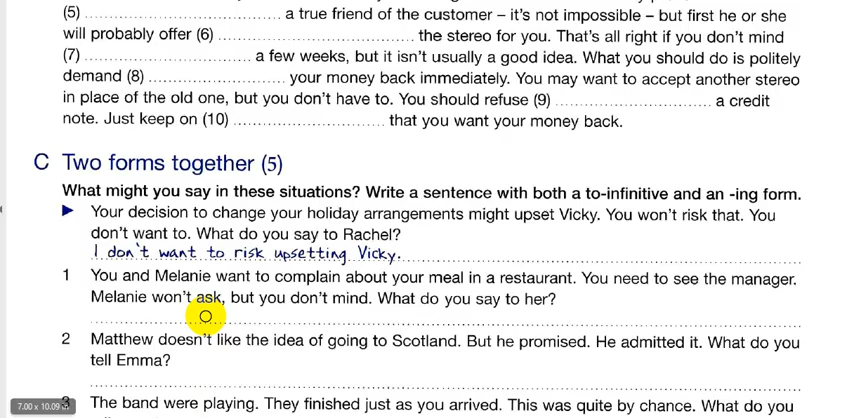 (5) ........................................ a true friend of the customer – it's not impossible – but first he or she
will probably offer (6) ........................................ the stereo for you. That's all right if you don't mind
(7) ........................................ a few weeks, but it isn't usually a good idea. What you should do is politely
demand (8) ........................................ your money back immediately. You may want to accept another stereo
in place of the old one, but you don't have to. You should refuse (9) ........................................ a credit
note. Just keep on (10) ........................................ that you want your money back.
C Two forms together (5)
What might you say in these situations? Write a sentence with both a to-infinitive and an -ing form.
► Your decision to change your holiday arrangements might upset Vicky. You won't risk that. You
don't want to. What do you say to Rachel?
I don't want to risk upsetting Vicky.
1 You and Melanie want to complain about your meal in a restaurant. You need to see the manager.
Melanie won't ask, but you don't mind. What do you say to her?
2 Matthew doesn't like the idea of going to Scotland. But he promised. He admitted it. What do you
tell Emma?
3 The band were playing. They finished just as you arrived. This was quite by chance. What do you